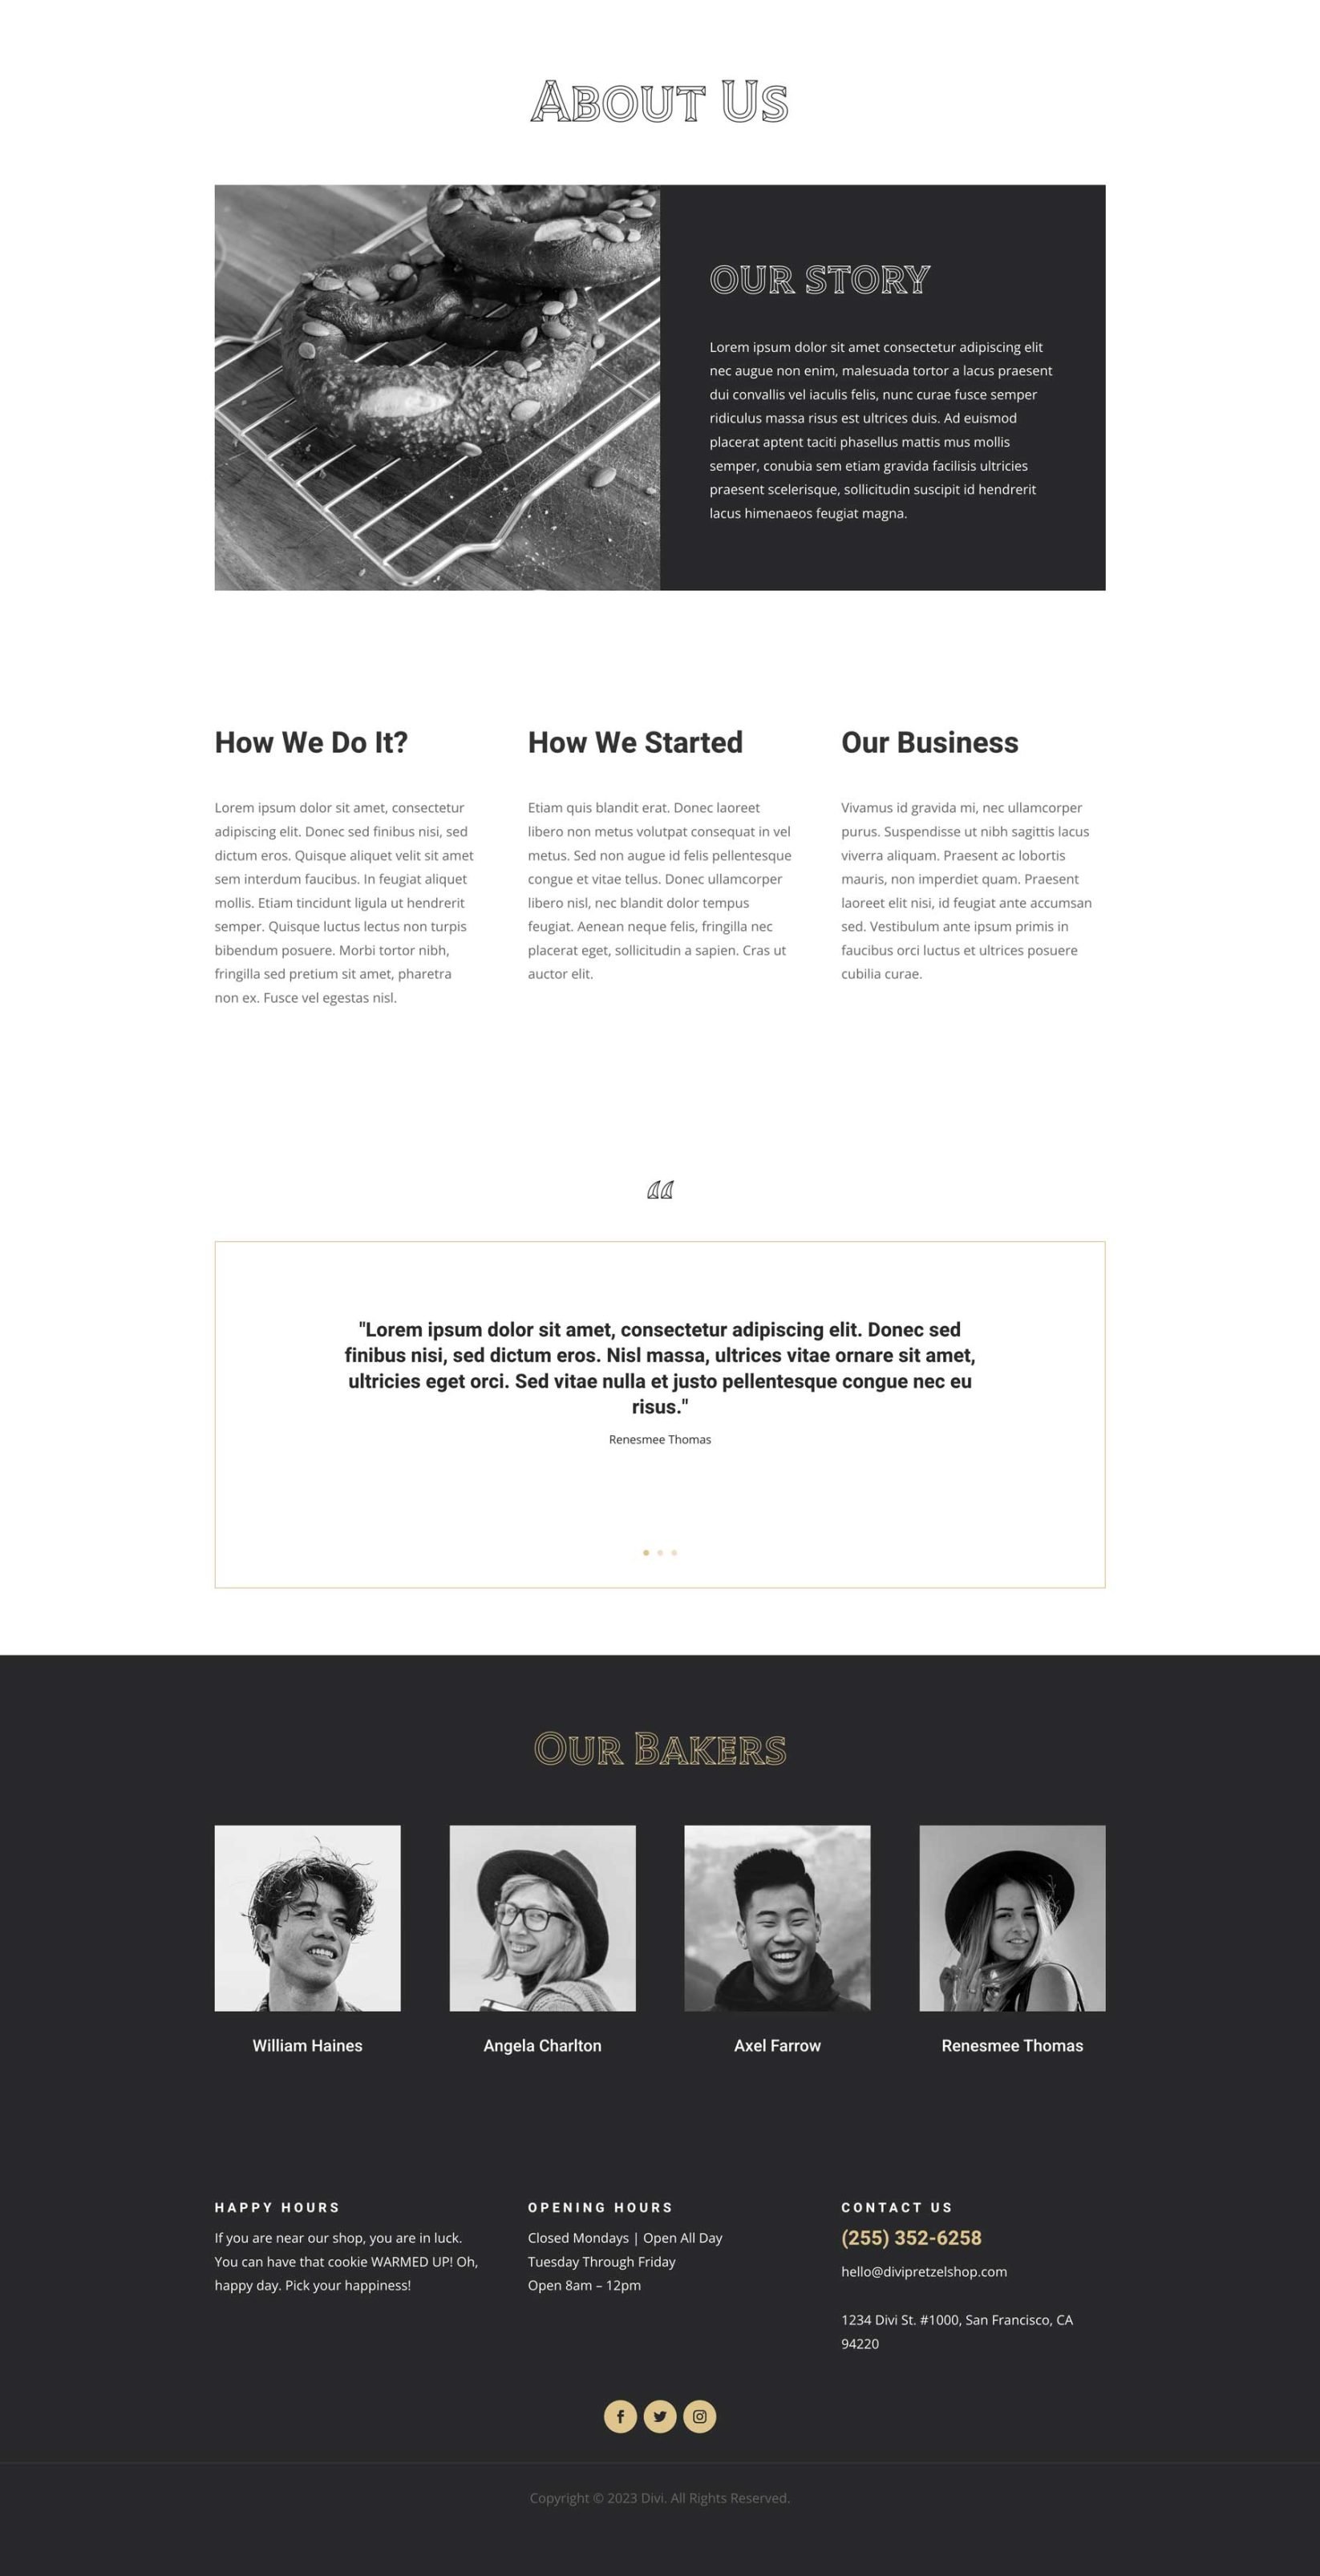 About Us
OUR STORY
Lorem ipsum dolor sit amet consectetur adipiscing elit
nec augue non enim, malesuada tortor a lacus praesent
dui convallis vel iaculis felis, nunc curae fusce semper
ridiculus massa risus est ultrices duis. Ad euismod
placerat aptent taciti phasellus mattis mus mollis
semper, conubia sem etiam gravida facilisis ultricies
praesent scelerisque, sollicitudin suscipit id hendrerit
lacus himenaeos feugiat magna.
How We Do It?
Lorem ipsum dolor sit amet, consectetur
adipiscing elit. Donec sed finibus nisi, sed
dictum eros. Quisque aliquet velit sit amet
sem interdum faucibus. In feugiat aliquet
mollis. Etiam tincidunt ligula ut hendrerit
semper. Quisque luctus lectus non turpis
bibendum posuere. Morbi tortor nibh,
fringilla sed pretium sit amet, pharetra
non ex. Fusce vel egestas nisl.
How We Started
Etiam quis blandit erat. Donec laoreet
libero non metus volutpat consequat in vel
metus. Sed non augue id felis pellentesque
congue et vitae tellus. Donec ullamcorper
libero nisl, nec blandit dolor tempus
feugiat. Aenean neque felis, fringilla nec
placerat eget, sollicitudin a sapien. Cras ut
auctor elit.
Our Business
Vivamus id gravida mi, nec ullamcorper
purus. Suspendisse ut nibh sagittis lacus
viverra aliquam. Praesent ac lobortis
mauris, non imperdiet quam. Praesent
laoreet elit nisi, id feugiat ante accumsan
sed. Vestibulum ante ipsum primis in
faucibus orci luctus et ultrices posuere
cubilia curae.
“
"Lorem ipsum dolor sit amet, consectetur adipiscing elit. Donec sed
finibus nisi, sed dictum eros. Nisl massa, ultrices vitae ornare sit amet,
ultricies eget orci. Sed vitae nulla et justo pellentesque congue nec eu
risus."
Renesmee Thomas
Our Bakers
William Haines
Angela Charlton
Axel Farrow
Renesmee Thomas
HAPPY HOURS
If you are near our shop, you are in luck.
You can have that cookie WARMED UP! Oh,
happy day. Pick your happiness!
OPENING HOURS
Closed Mondays | Open All Day
Tuesday Through Friday
Open 8am – 12pm
CONTACT US
(255) 352-6258
hello@divipretzelshop.com
1234 Divi St. #1000, San Francisco, CA
94220
Copyright © 2023 Divi. All Rights Reserved.